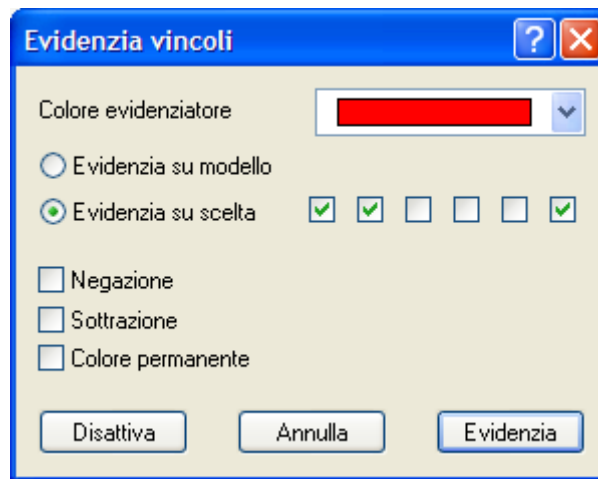 Evidenzia vincoli
Colore evidenziatore
Evidenzia su modello
Evidenzia su scelta
Negazione
Sottrazione
Colore permanente
Disattiva Annulla Evidenzia